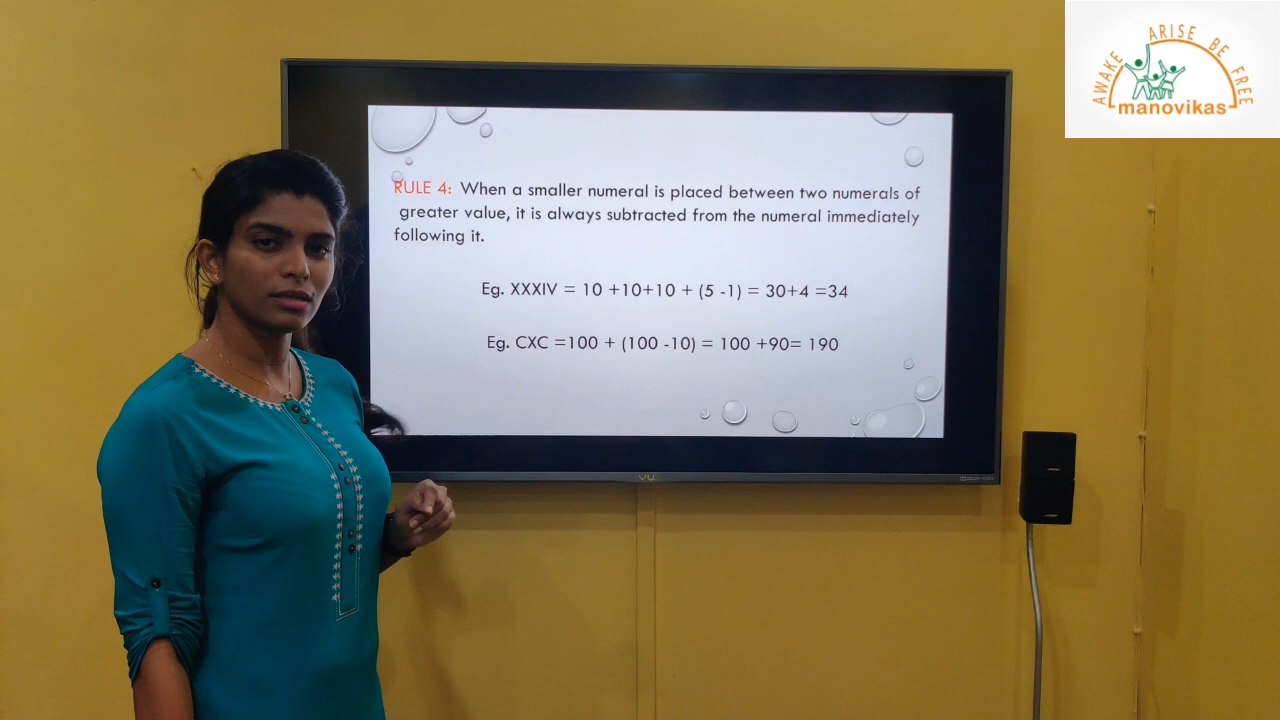 AWAKE ARISE BE FREE
manovikas
RULE 4: When a smaller numeral is placed between two numerals of
greater value, it is always subtracted from the numeral immediately
following it.
Eg. XXXIV = 10 +10+10 + (5 -1) = 30+4 =34
Eg. CXC =100 + (100 -10) = 100 +90= 190
VU